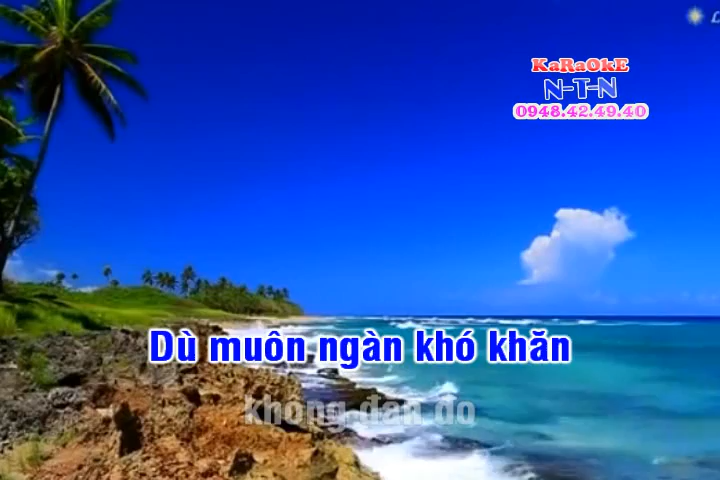 KaRaOkE
N-T-N
0948.42.49.40
Dù muôn ngàn khó khăn
không đắn đo